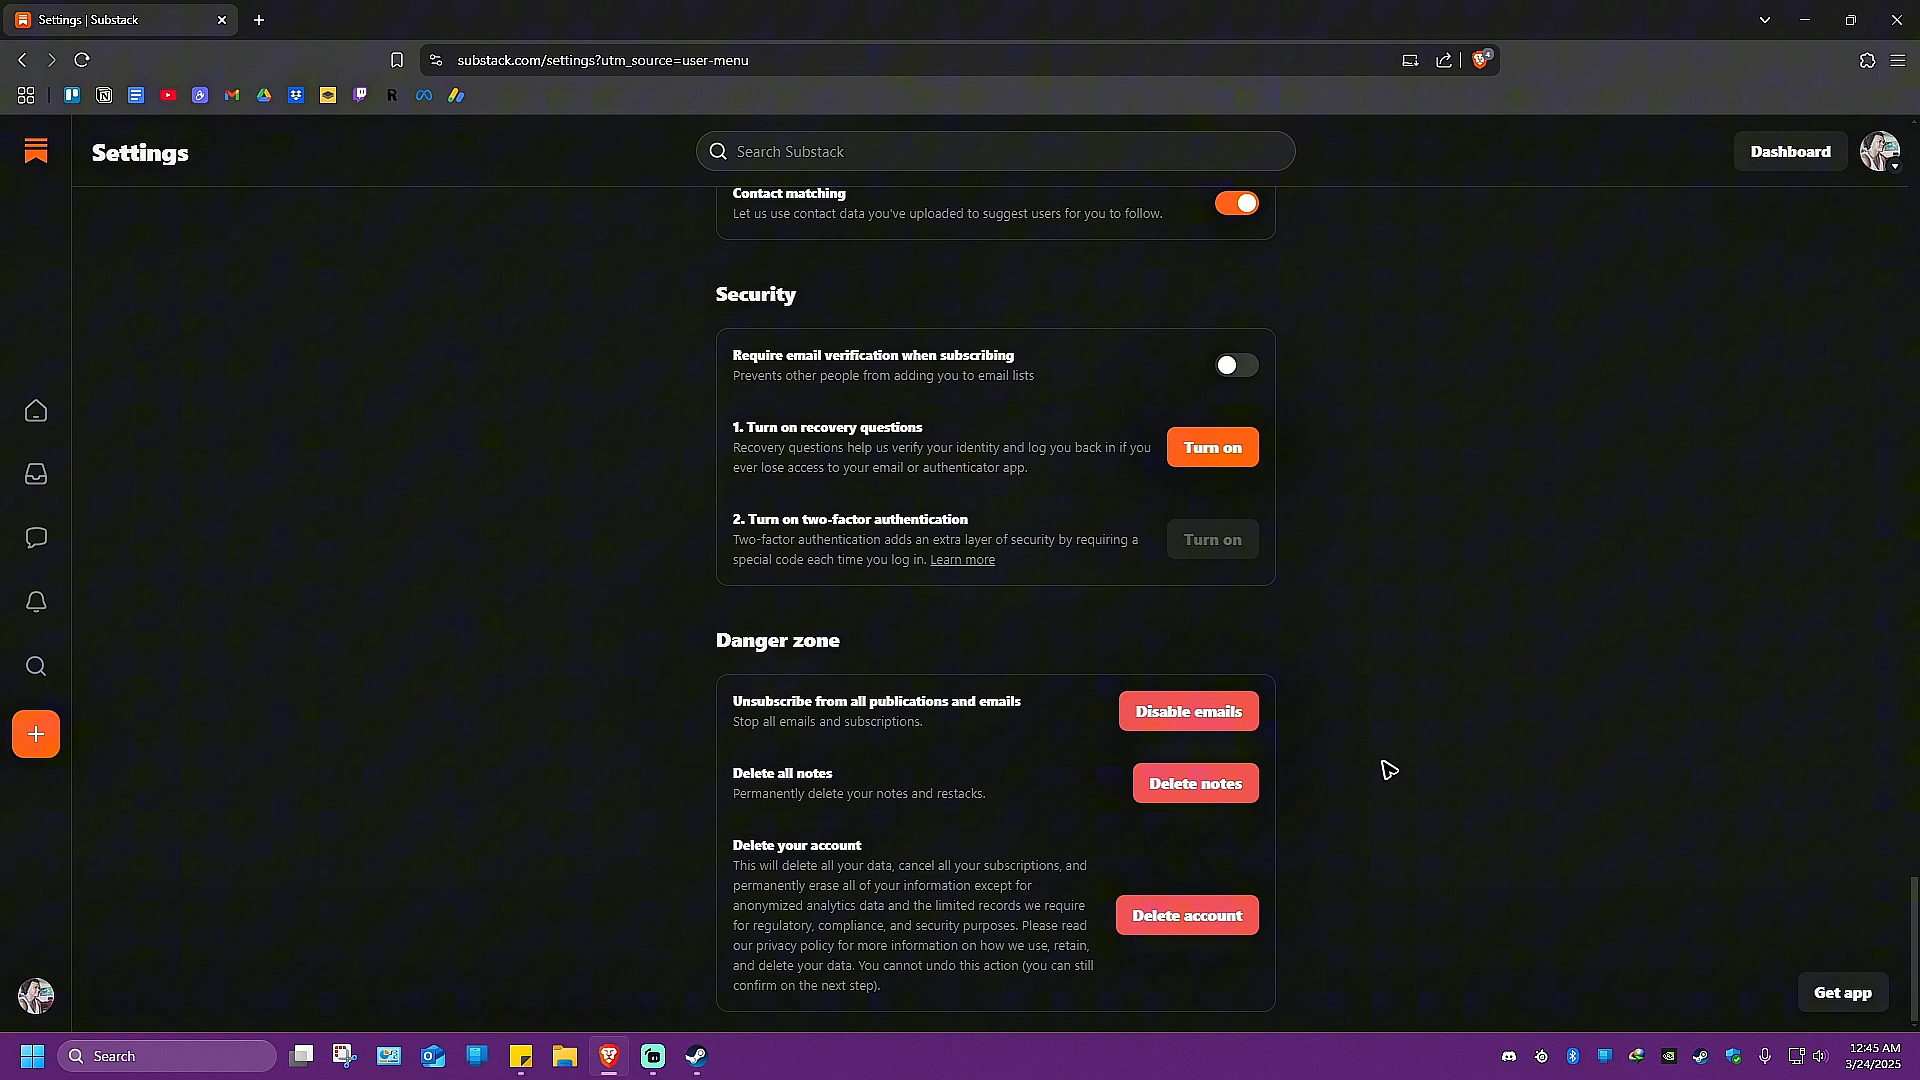 Settings | Substack
substack.com/settings?utm_source=user-menu
4
Settings
Search Substack
Dashboard
Contact matching
Let us use contact data you've uploaded to suggest users for you to follow.
Security
Require email verification when subscribing
Prevents other people from adding you to email lists
1. Turn on recovery questions
Recovery questions help us verify your identity and log you back in if you
ever lose access to your email or authenticator app.
Turn on
2. Turn on two-factor authentication
Two-factor authentication adds an extra layer of security by requiring a
special code each time you log in. Learn more
Turn on
Danger zone
Unsubscribe from all publications and emails
Stop all emails and subscriptions.
Disable emails
Delete all notes
Permanently delete your notes and restacks.
Delete notes
Delete your account
This will delete all your data, cancel all your subscriptions, and
permanently erase all of your information except for
anonymized analytics data and the limited records we require
for regulatory, compliance, and security purposes. Please read
our privacy policy for more information on how we use, retain,
and delete your data. You cannot undo this action (you can still
confirm on the next step).
Delete account
Get app
Search
12:45 AM
3/24/2025